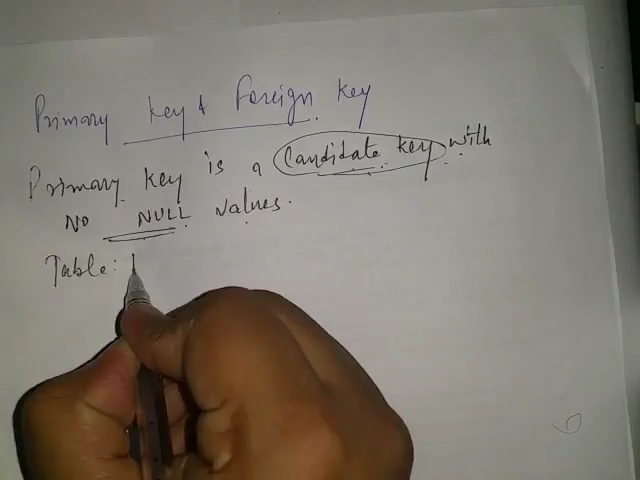 Primary key & Foreign key
Primary key is a Candidate key with
No NULL values.
Table: